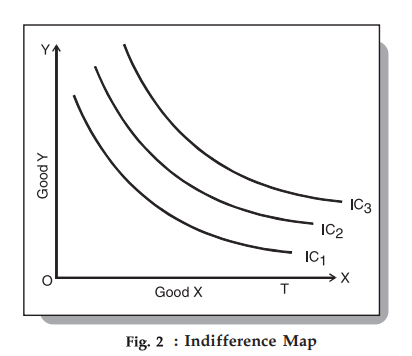 Y
Good Y
IC3
IC2
IC1
O
X
Good X
T
Fig. 2 : Indifference Map